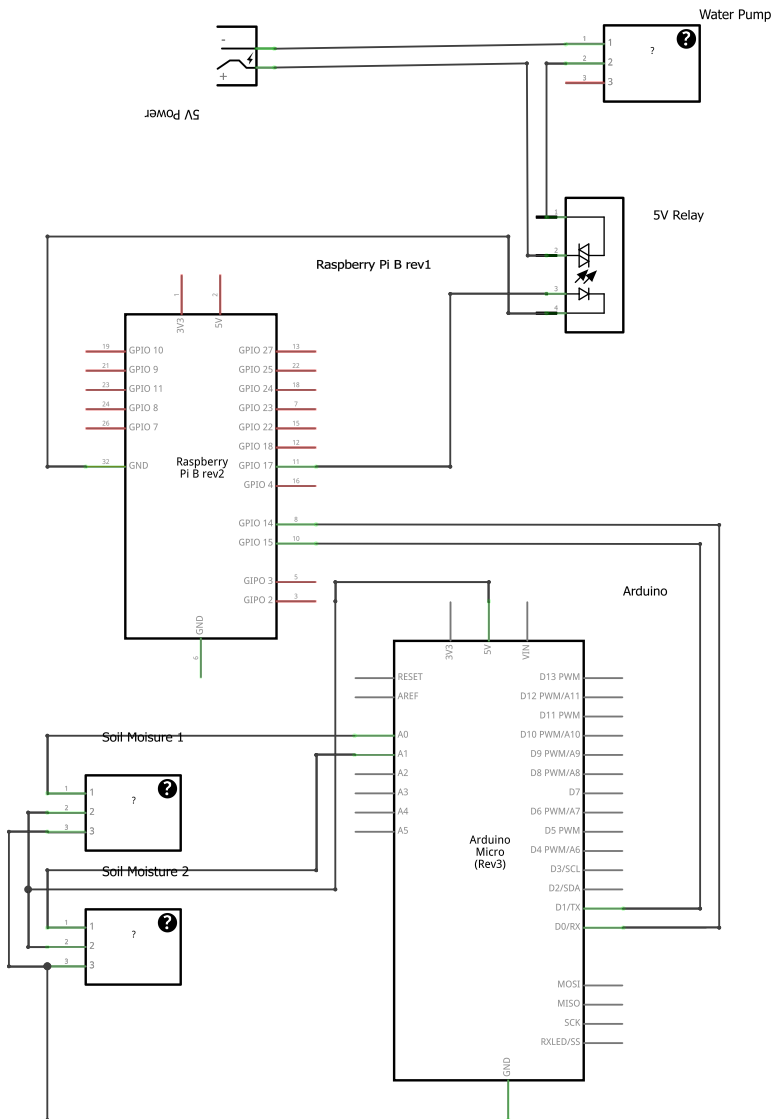 Water Pump
-
+
5V Power
1 1
2 2
3 3
?
?
5V Relay
1
2
3
4
Raspberry Pi B rev1
1
3V3
2
5V
19 GPIO 10
21 GPIO 9
23 GPIO 11
24 GPIO 8
26 GPIO 7
32 GND
GPIO 27 13
GPIO 25 22
GPIO 24 18
GPIO 23 7
GPIO 22 15
GPIO 18 12
GPIO 17 11
GPIO 4 16
GPIO 14 8
GPIO 15 10
GIPO 3 5
GIPO 2 3
Raspberry
Pi B rev2
GND
6
Arduino
3V3
5V
VIN
RESET
AREF
A0
A1
A2
A3
A4
A5
D13 PWM
D12 PWM/A11
D11 PWM
D10 PWM/A10
D9 PWM/A9
D8 PWM/A8
D7
D6 PWM/A7
D5 PWM
D4 PWM/A6
D3/SCL
D2/SDA
D1/TX
D0/RX
MOSI
MISO
SCK
RXLED/SS
Arduino
Micro
(Rev3)
GND
Soil Moisure 1
1 1
2 2
3 3
?
?
Soil Moisture 2
1 1
2 2
3 3
?
?